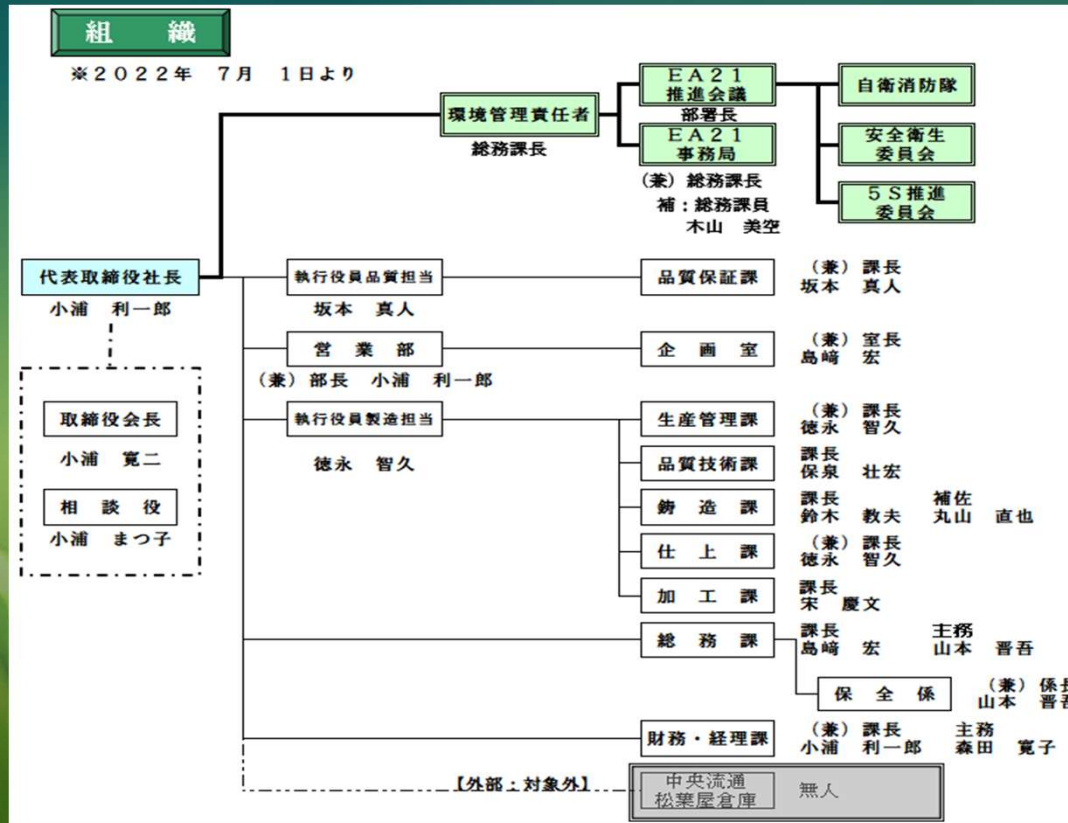 組　織
※２０２２年　７月　１日より
ＥＡ２１
推進会議
部署長
自衛消防隊
環境管理責任者
総務課長
ＥＡ２１
事務局
安全衛生
委員会
(兼）総務課長
補：総務課員
木山　美空
５Ｓ推進
委員会
代表取締役社長
小浦　利一郎
執行役員品質担当
坂本　真人
品質保証課
（兼）課長
坂本　真人
営　業　部
(兼）部長　小浦　利一郎
企　画　室
（兼）室長
島﨑　宏
取締役会長
小浦　寛二
相　談　役
小浦　まつ子
執行役員製造担当
徳永　智久
生産管理課
（兼）課長
徳永　智久
品質技術課
課長
保泉　壮宏
鋳　造　課
課長　　補佐
鈴木　教夫　丸山　直也
仕　上　課
（兼）課長
徳永　智久
加　工　課
課長
宋　慶文
総　務　課
課長　　主務
島﨑　宏　山本　晋吾
保　全　係
（兼）係長
山本　晋吾
財務・経理課
（兼）課長　　主務
小浦　利一郎　森田　寛子
【外部：対象外】
中央流通
松葉屋倉庫
無人